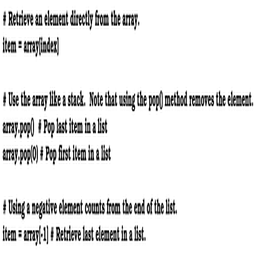 # Retrieve an element directly from the array.
item = array[index]
# Use the array like a stack.  Note that using the pop() method removes the element.
array.pop()  # Pop last item in a list
array.pop(0) # Pop first item in a list
# Using a negative element counts from the end of the list.
item = array[-1] # Retrieve last element in a list.